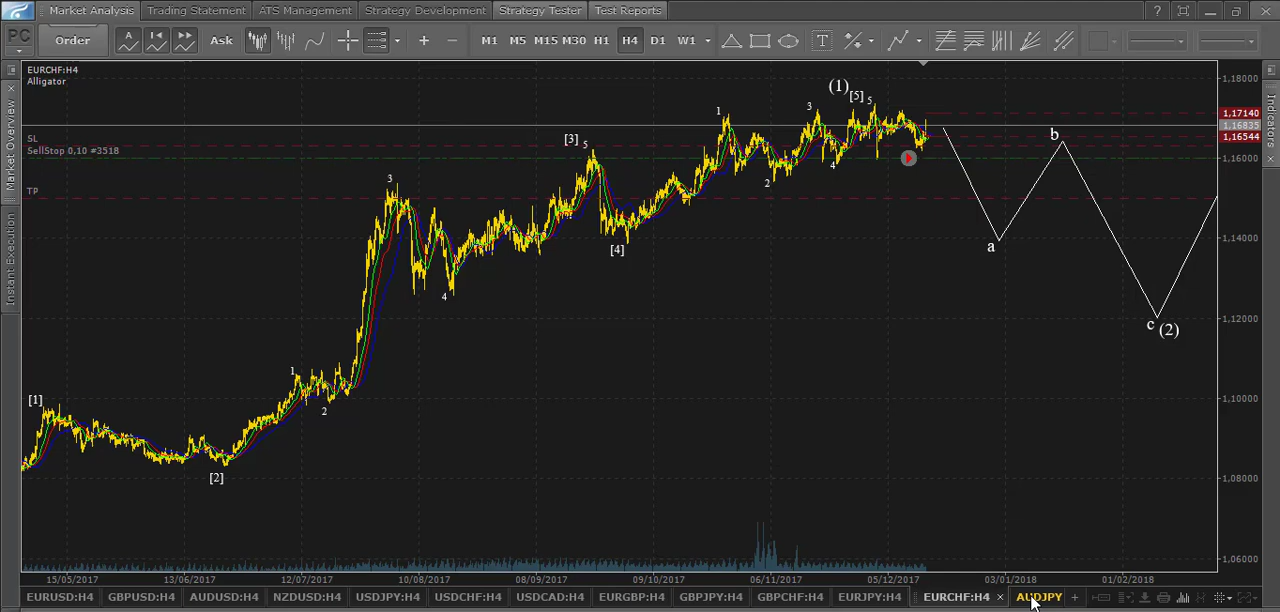 Market Analysis Trading Statement ATS Management Strategy Development Strategy Tester Test Reports ?
PC Order A Ask M1 M5 M15 M30 H1 H4 D1 W1 T
EURCHF:H4
Alligator
SL
SellStop 0,10 #3518
TP
[1]
[2]
1
2
3
4
[3] 5
[4]
1
2
3
4
(1)
[5] 5
a
b
c (2)
1,18000
1,17140
1,16835
1,16544
1,16000
1,14000
1,12000
1,10000
1,08000
1,06000
Market Overview
Instant Execution
Indicators
15/05/2017 13/06/2017 12/07/2017 10/08/2017 08/09/2017 09/10/2017 06/11/2017 05/12/2017 03/01/2018 01/02/2018
EURUSD:H4 GBPUSD:H4 AUDUSD:H4 NZDUSD:H4 USDJPY:H4 USDCHF:H4 USDCAD:H4 EURGBP:H4 GBPJPY:H4 GBPCHF:H4 EURJPY:H4 EURCHF:H4 AUDJPY